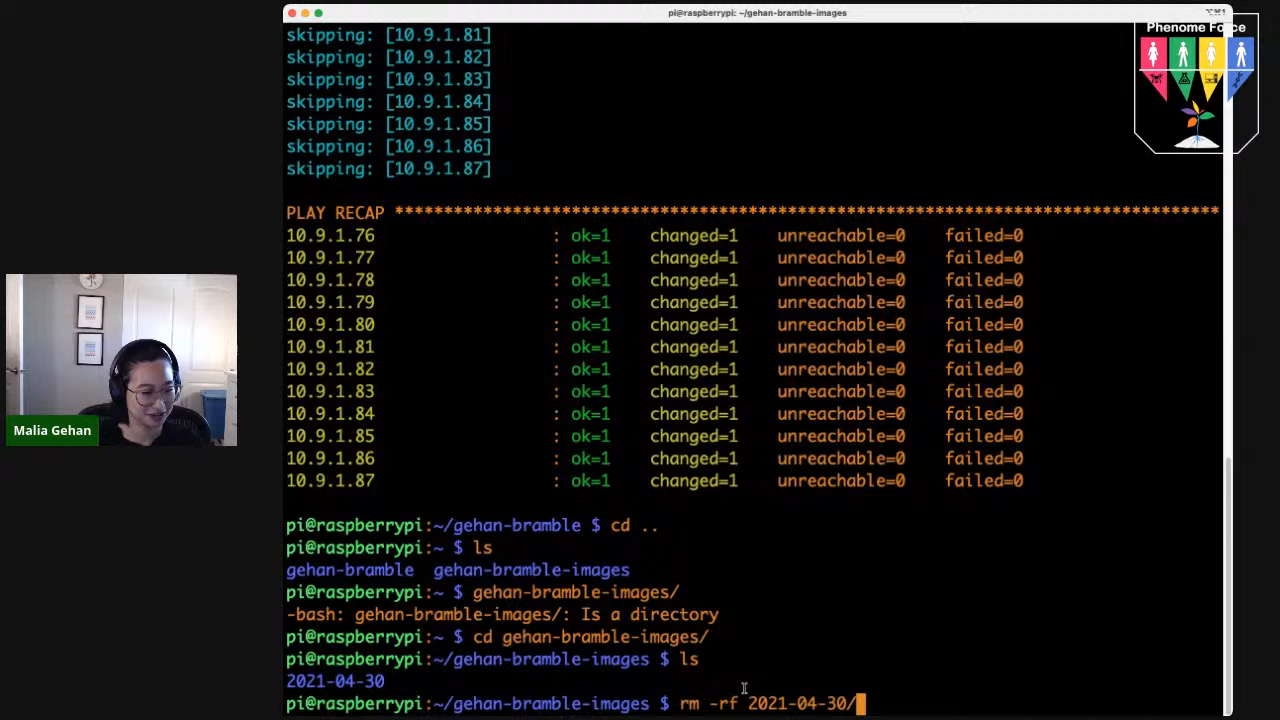 pi@raspberrypi: ~/gehan-bramble-images
⌥⌘1
Phenome Force
skipping: [10.9.1.81]
skipping: [10.9.1.82]
skipping: [10.9.1.83]
skipping: [10.9.1.84]
skipping: [10.9.1.85]
skipping: [10.9.1.86]
skipping: [10.9.1.87]
PLAY RECAP ************************************************************************************
10.9.1.76 : ok=1 changed=1 unreachable=0 failed=0
10.9.1.77 : ok=1 changed=1 unreachable=0 failed=0
10.9.1.78 : ok=1 changed=1 unreachable=0 failed=0
10.9.1.79 : ok=1 changed=1 unreachable=0 failed=0
10.9.1.80 : ok=1 changed=1 unreachable=0 failed=0
10.9.1.81 : ok=1 changed=1 unreachable=0 failed=0
10.9.1.82 : ok=1 changed=1 unreachable=0 failed=0
10.9.1.83 : ok=1 changed=1 unreachable=0 failed=0
10.9.1.84 : ok=1 changed=1 unreachable=0 failed=0
10.9.1.85 : ok=1 changed=1 unreachable=0 failed=0
10.9.1.86 : ok=1 changed=1 unreachable=0 failed=0
10.9.1.87 : ok=1 changed=1 unreachable=0 failed=0
Malia Gehan
pi@raspberrypi:~/gehan-bramble $ cd ..
pi@raspberrypi:~ $ ls
gehan-bramble gehan-bramble-images
pi@raspberrypi:~ $ gehan-bramble-images/
-bash: gehan-bramble-images/: Is a directory
pi@raspberrypi:~ $ cd gehan-bramble-images/
pi@raspberrypi:~/gehan-bramble-images $ ls
2021-04-30
pi@raspberrypi:~/gehan-bramble-images $ rm -rf 2021-04-30/